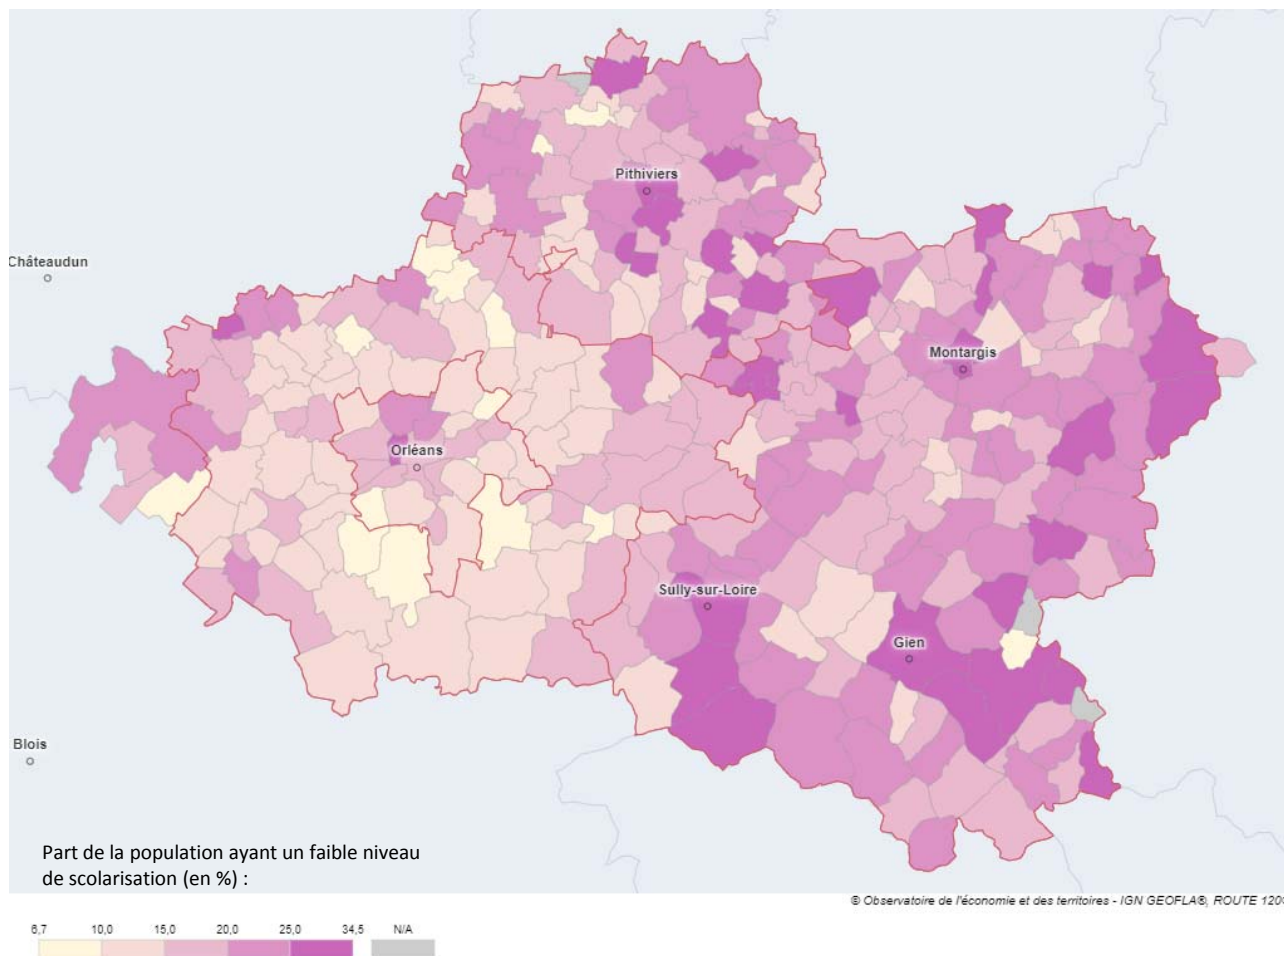 Pithiviers
Châteaudun
Montargis
Orléans
Sully-sur-Loire
Gien
Blois
Part de la population ayant un faible niveau
de scolarisation (en %) :
© Observatoire de l'économie et des territoires - IGN GEOFLA®, ROUTE 120®
6,7 10,0 15,0 20,0 25,0 34,5 N/A